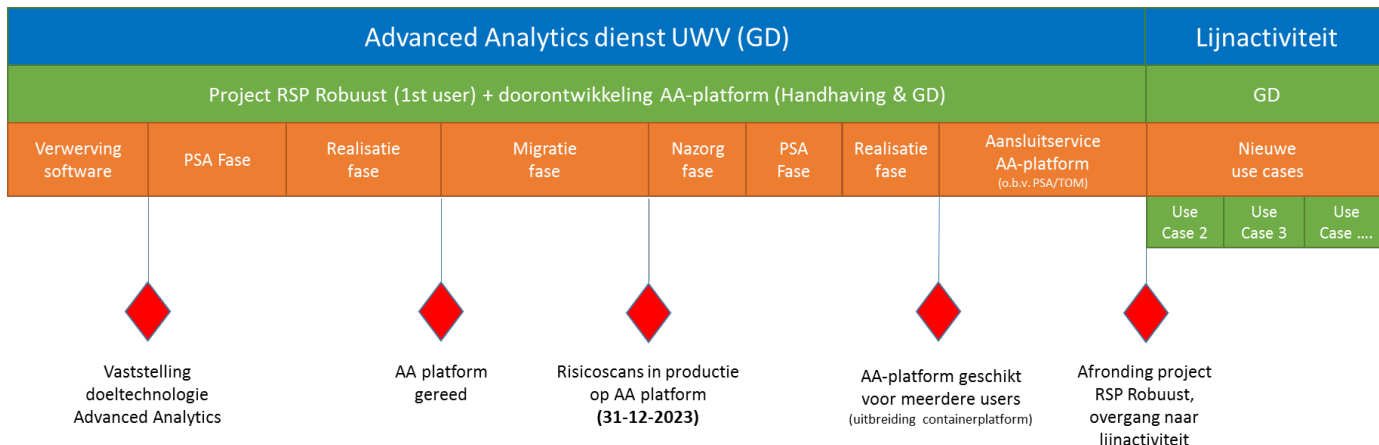 Advanced Analytics dienst UWV (GD)
Lijnactiviteit
Project RSP Robuust (1st user) + doorontwikkeling AA-platform (Handhaving & GD)
GD
Verwerving
software
PSA Fase
Realisatie
fase
Migratie
fase
Nazorg
fase
PSA
Fase
Realisatie
fase
Aansluitservice
AA-platform
(o.b.v. PSA/TOM)
Nieuwe
use cases
Use
Case 2
Use
Case 3
Use
Case ....
Vaststelling
doeltechnologie
Advanced Analytics
AA platform
gereed
Risicoscans in productie
op AA platform
(31-12-2023)
AA-platform geschikt
voor meerdere users
(uitbreiding containerplatform)
Afronding project
RSP Robuust,
overgang naar
lijnactiviteit